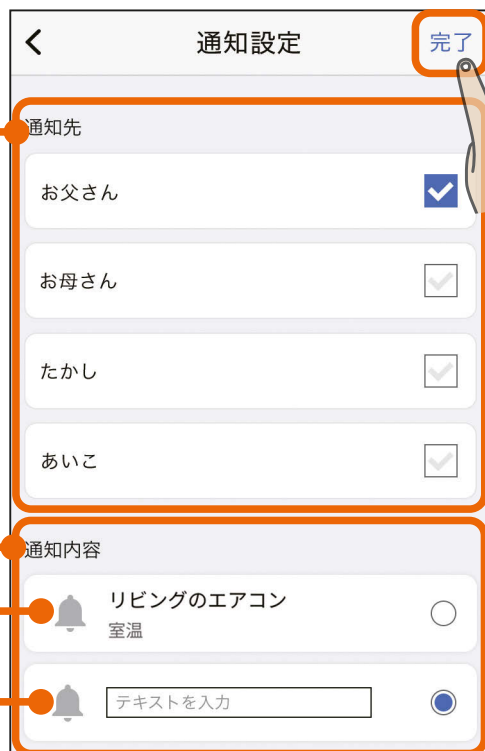 通知設定
完了
通知先
お父さん
お母さん
たかし
あいこ
通知内容
リビングのエアコン
室温
テキストを入力